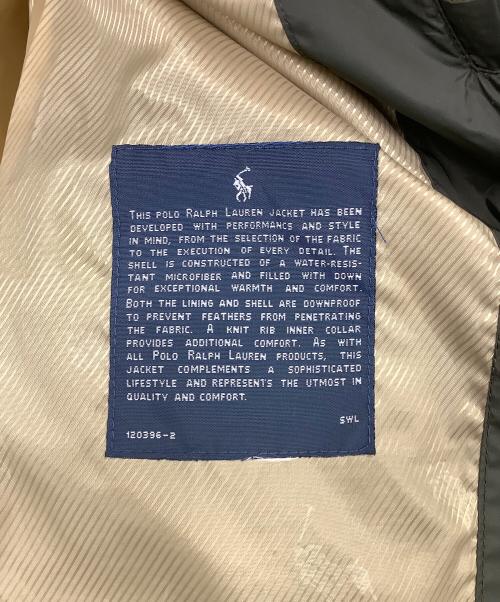 THIS POLO RALPH LAUREN JACKET HAS BEEN
DEVELOPED WITH PERFORMANCE AND STYLE
IN MIND, FROM THE SELECTION OF THE FABRIC
TO THE EXECUTION OF EVERY DETAIL. THE
SHELL IS CONSTRUCTED OF A WATER-RESIS-
TANT MICROFIBER AND FILLED WITH DOWN
FOR EXCEPTIONAL WARMTH AND COMFORT.
BOTH THE LINING AND SHELL ARE DOWNPROOF
TO PREVENT FEATHERS FROM PENETRATING
THE FABRIC. A KNIT RIB INNER COLLAR
PROVIDES ADDITIONAL COMFORT. AS WITH
ALL POLO RALPH LAUREN PRODUCTS, THIS
JACKET COMPLEMENTS A SOPHISTICATED
LIFESTYLE AND REPRESENTS THE UTMOST IN
QUALITY AND COMFORT.
SWL
120396-2